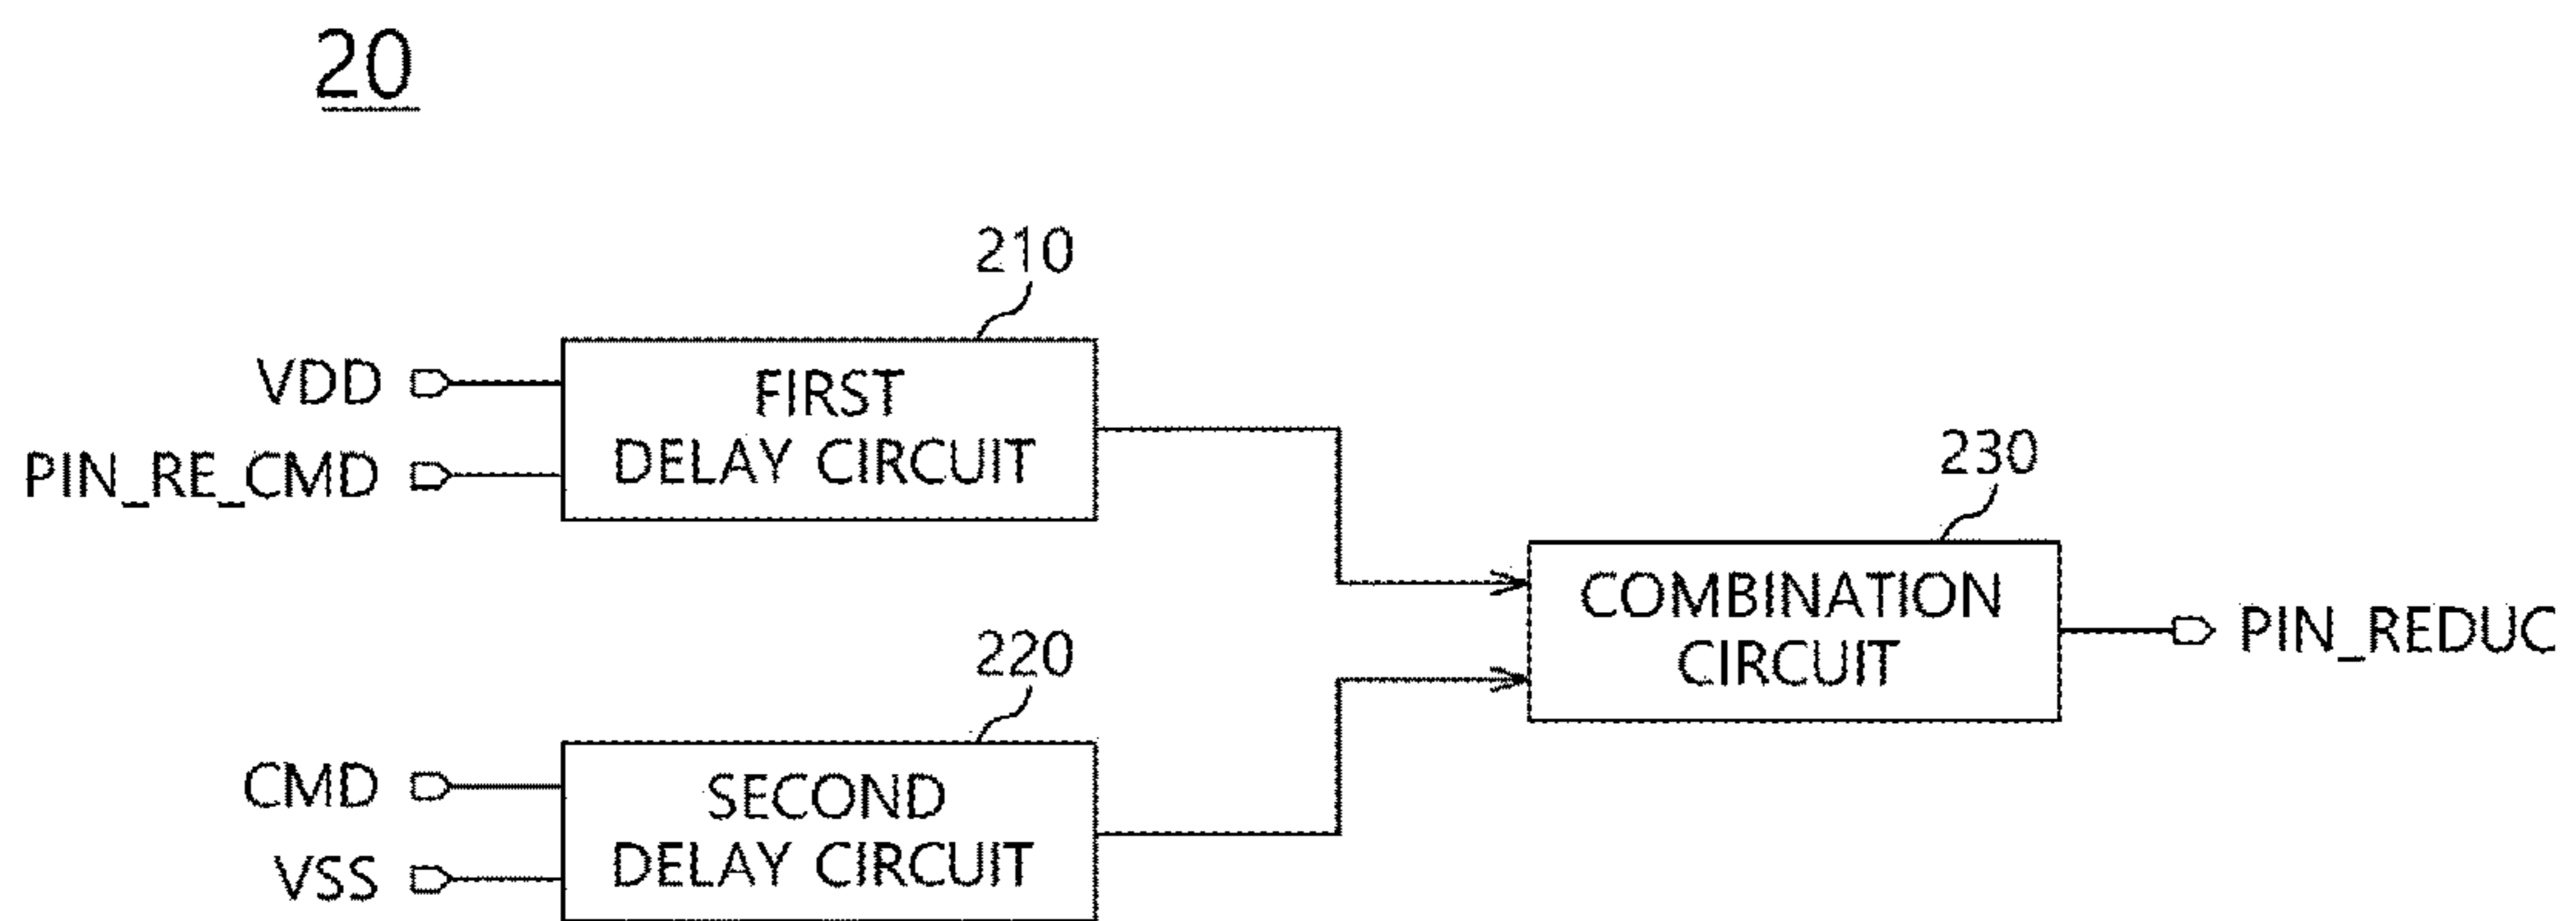 20
210
VDD
PIN_RE_CMD
FIRST
DELAY CIRCUIT
230
COMBINATION
CIRCUIT
PIN_REDUC
220
CMD
VSS
SECOND
DELAY CIRCUIT